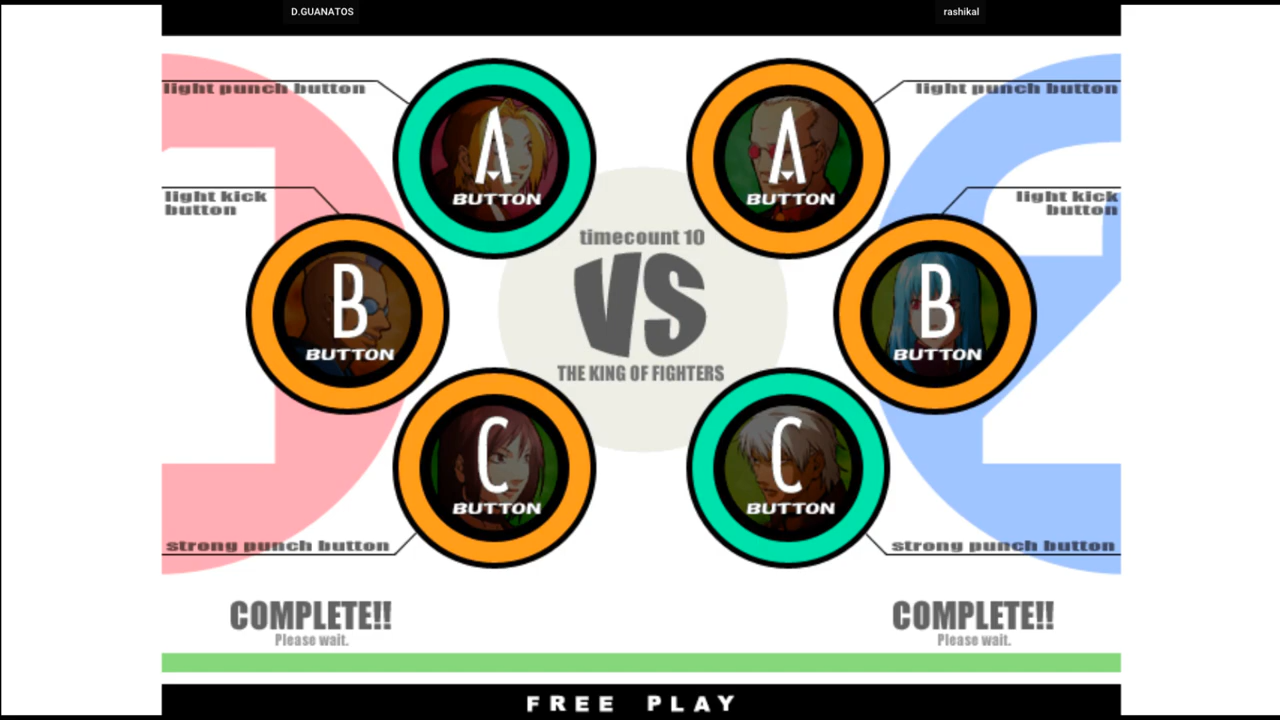 D.GUANATOS
rashikal
light punch button
light punch button
A
BUTTON
A
BUTTON
light kick
button
light kick
button
B
BUTTON
timecount 10
VS
THE KING OF FIGHTERS
B
BUTTON
C
BUTTON
C
BUTTON
strong punch button
strong punch button
1
2
COMPLETE!!
Please wait.
COMPLETE!!
Please wait.
FREE PLAY